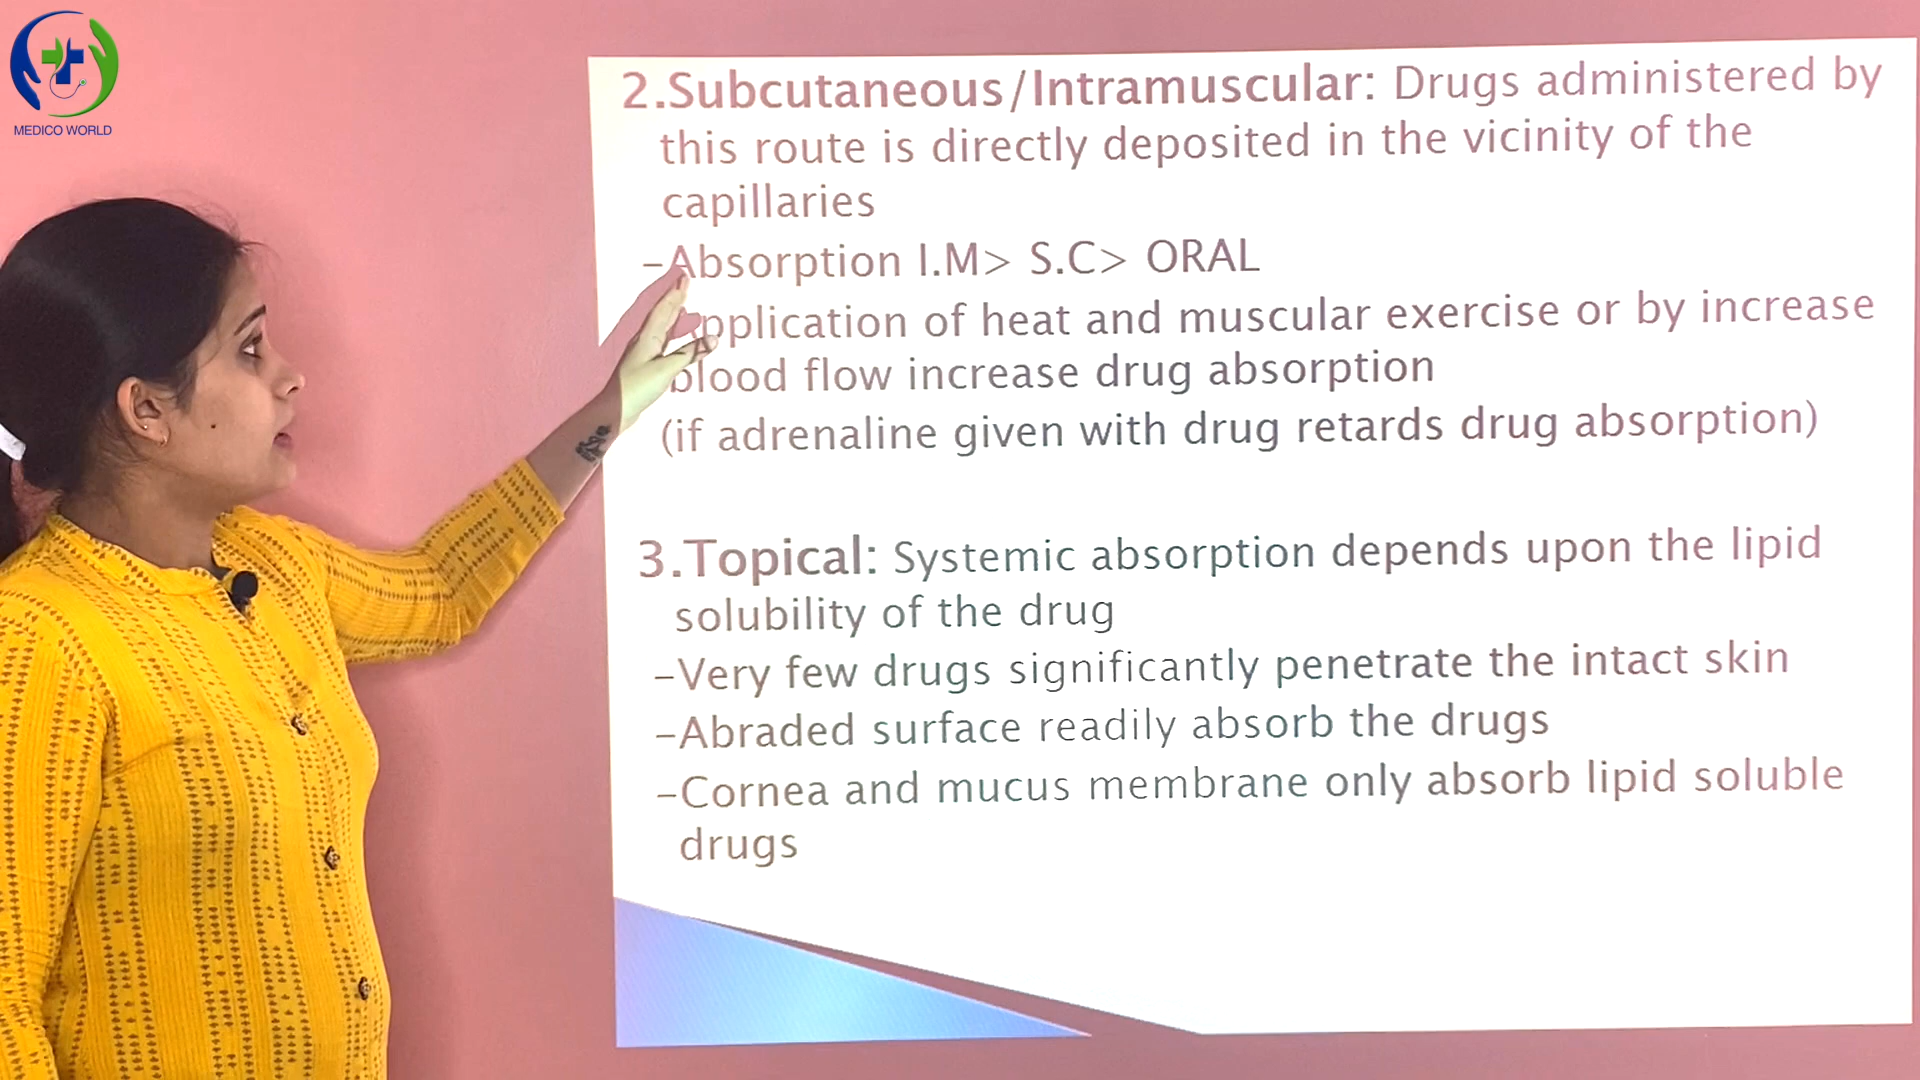 MEDICO WORLD
2.Subcutaneous/Intramuscular: Drugs administered by
this route is directly deposited in the vicinity of the
capillaries
-Absorption I.M> S.C> ORAL
Application of heat and muscular exercise or by increase
blood flow increase drug absorption
(if adrenaline given with drug retards drug absorption)
3.Topical: Systemic absorption depends upon the lipid
solubility of the drug
-Very few drugs significantly penetrate the intact skin
-Abraded surface readily absorb the drugs
-Cornea and mucus membrane only absorb lipid soluble
drugs